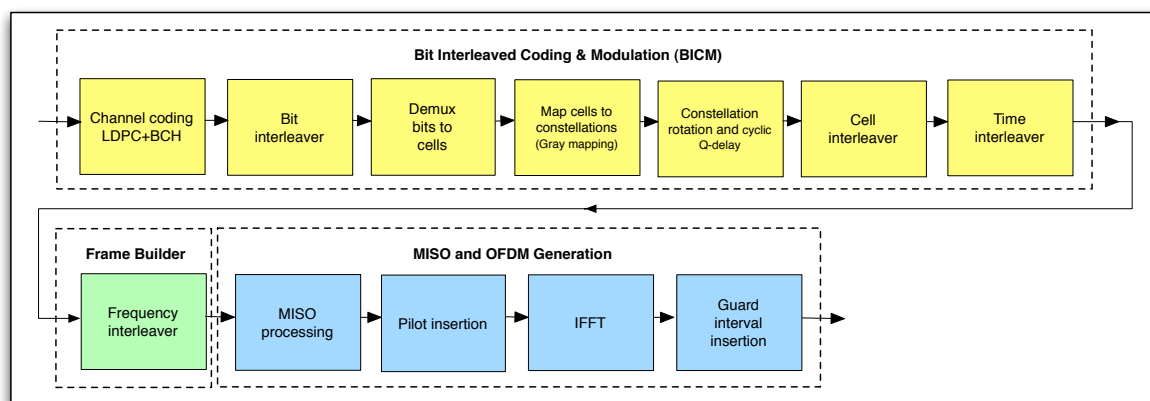 Bit Interleaved Coding & Modulation (BICM)
Channel coding
LDPC+BCH
Bit
interleaver
Demux
bits to
cells
Map cells to
constellations
(Gray mapping)
Constellation
rotation and cyclic
Q-delay
Cell
interleaver
Time
interleaver
Frame Builder
MISO and OFDM Generation
Frequency
interleaver
MISO
processing
Pilot insertion
IFFT
Guard
interval
insertion